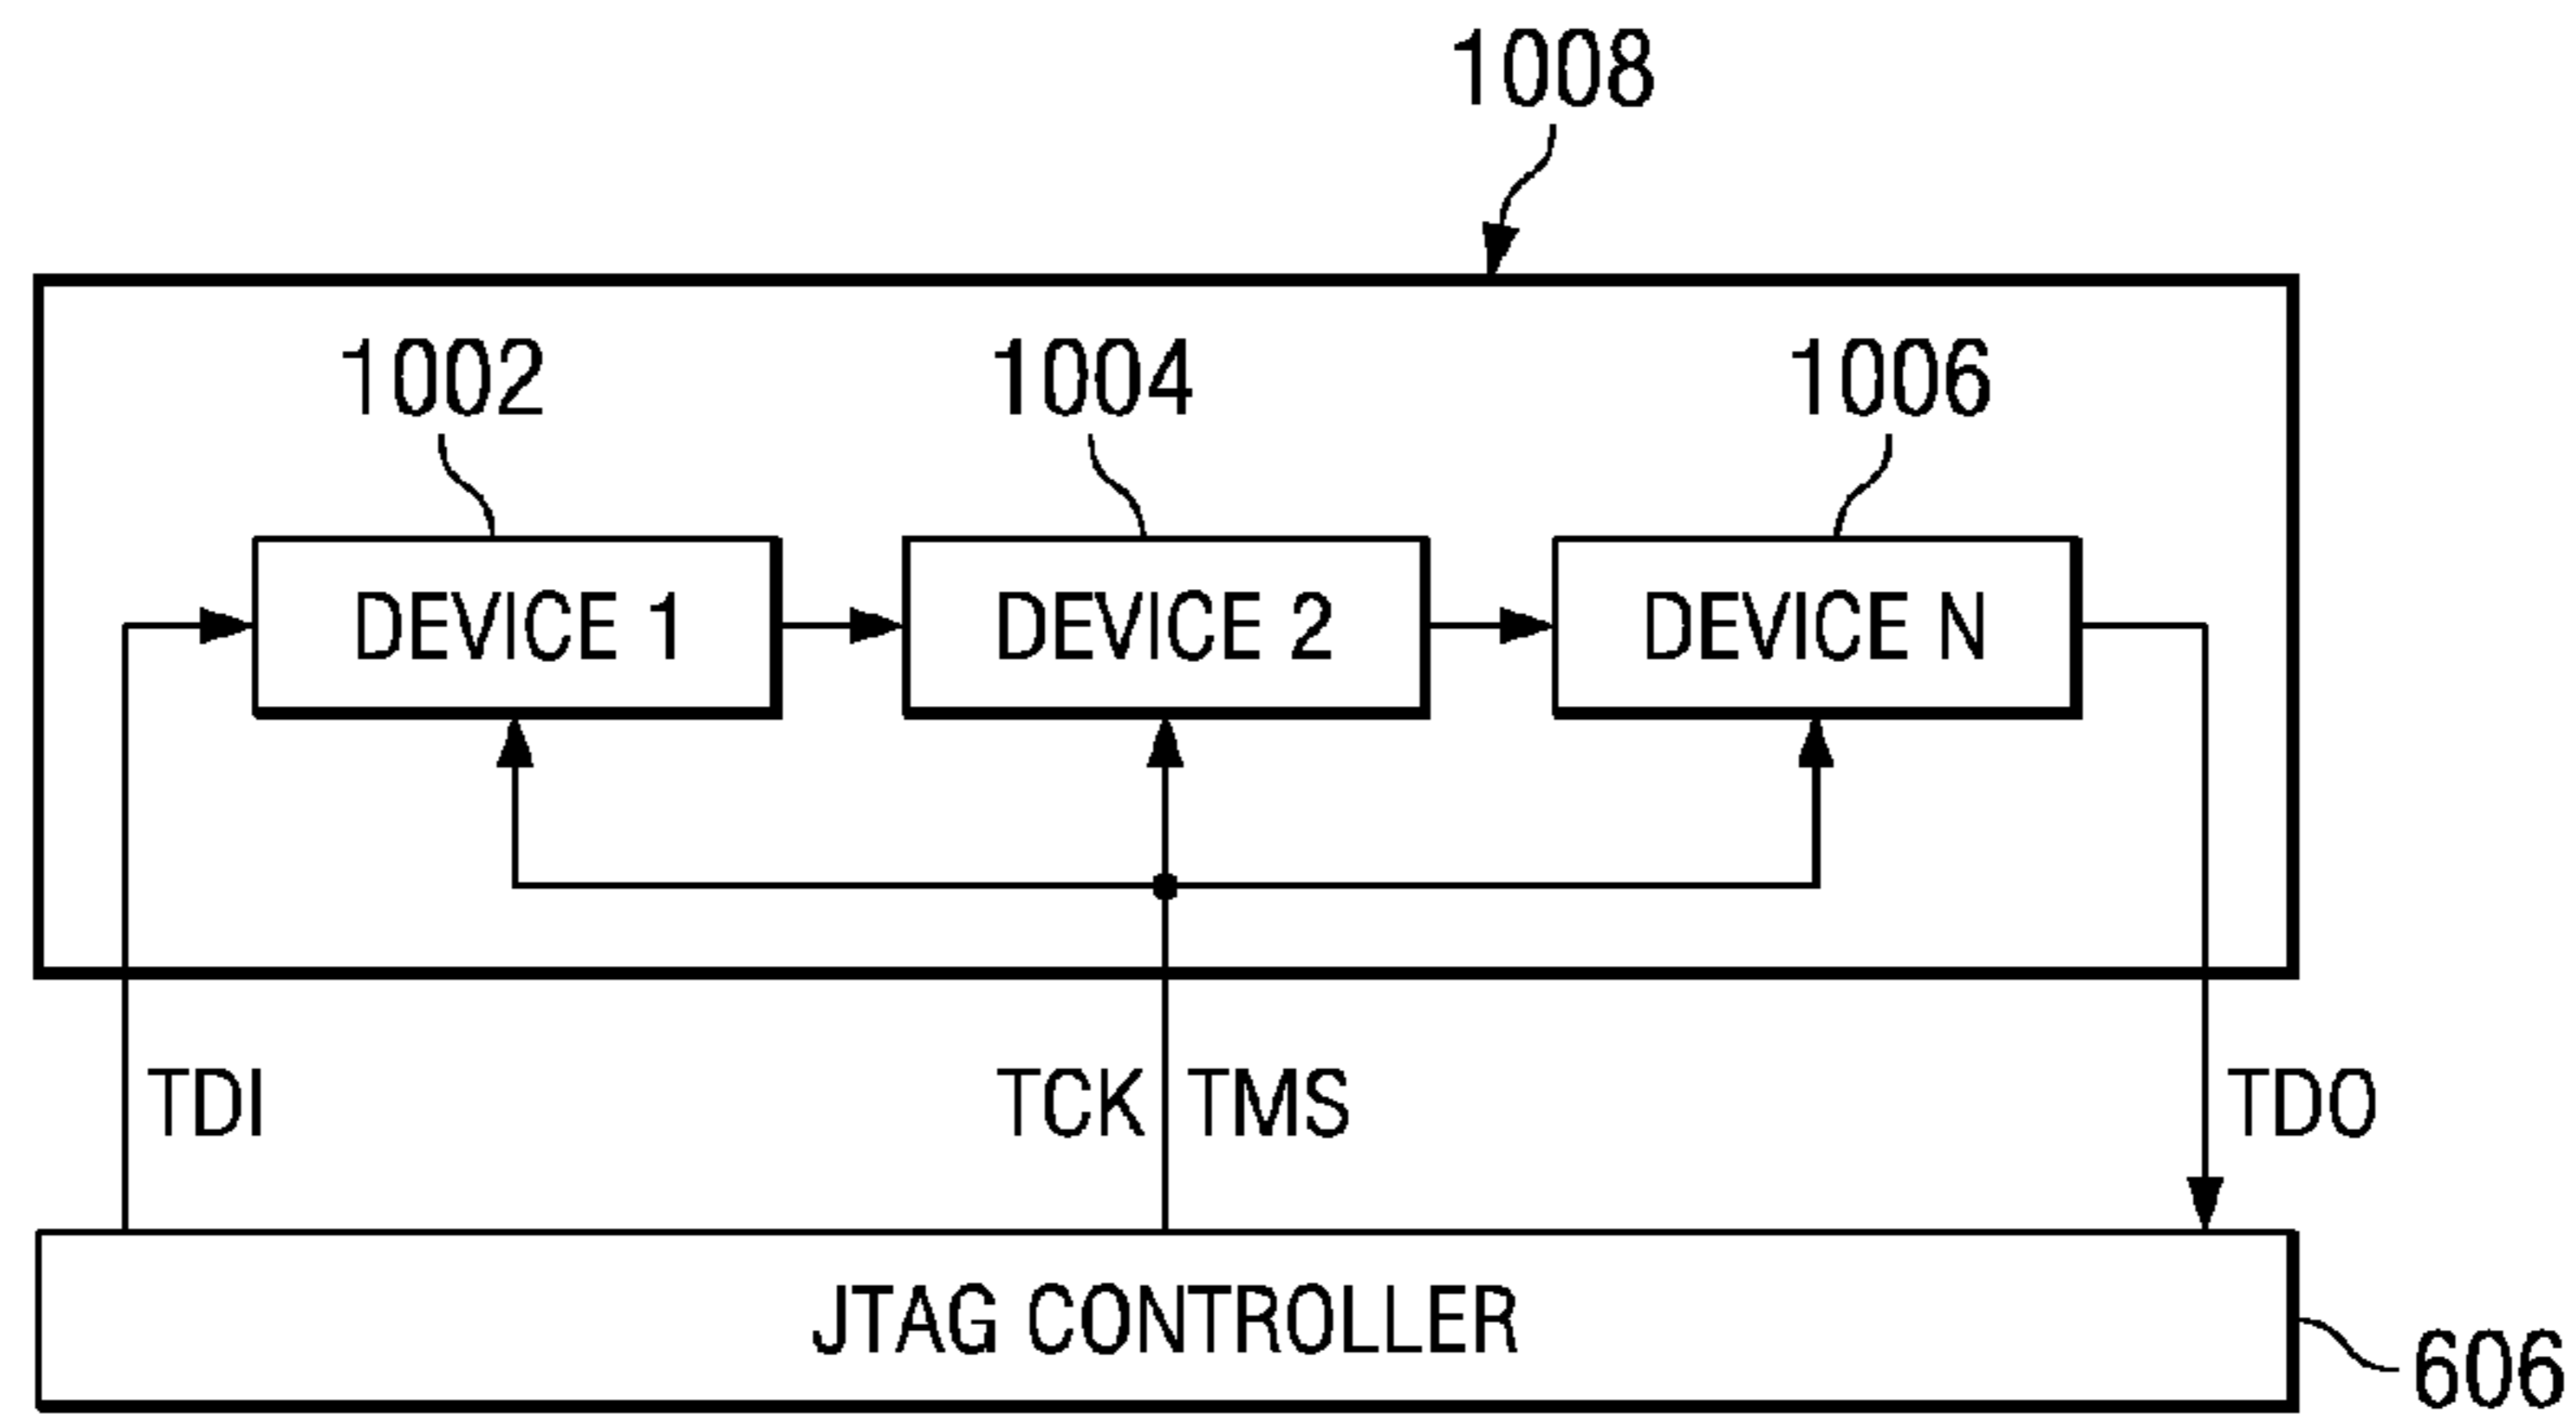 1008
1002 1004 1006
DEVICE 1 DEVICE 2 DEVICE N
TDI TCK TMS TDO
JTAG CONTROLLER
606